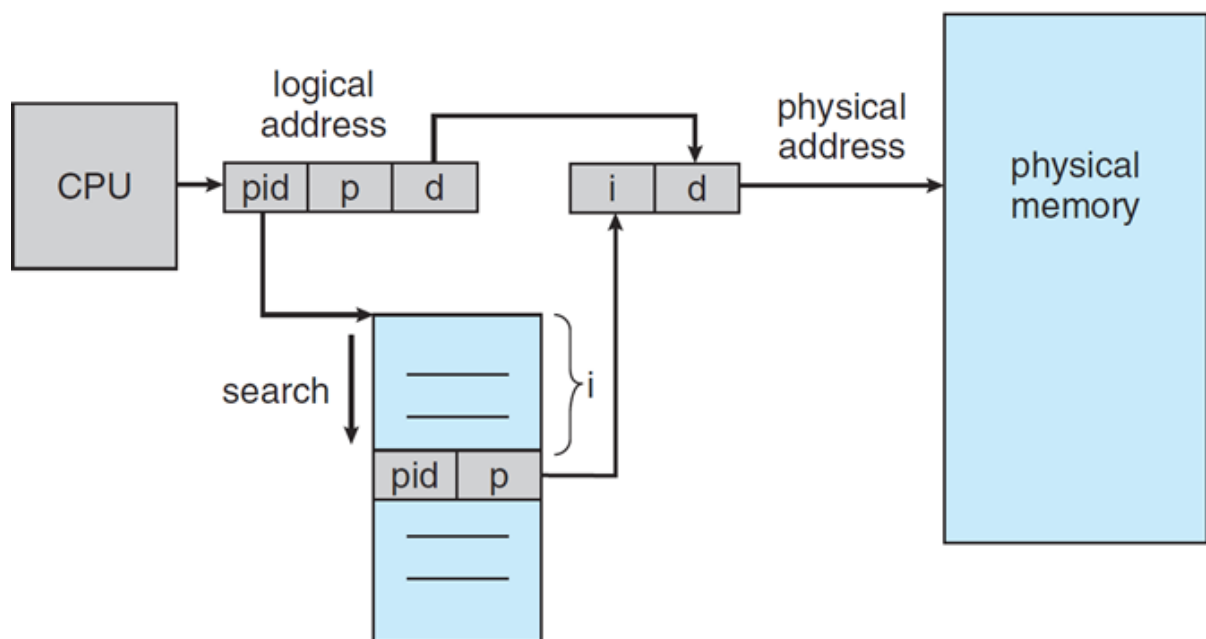 CPU
logical
address
pid p d
i d
physical
address
physical
memory
search
i
pid p